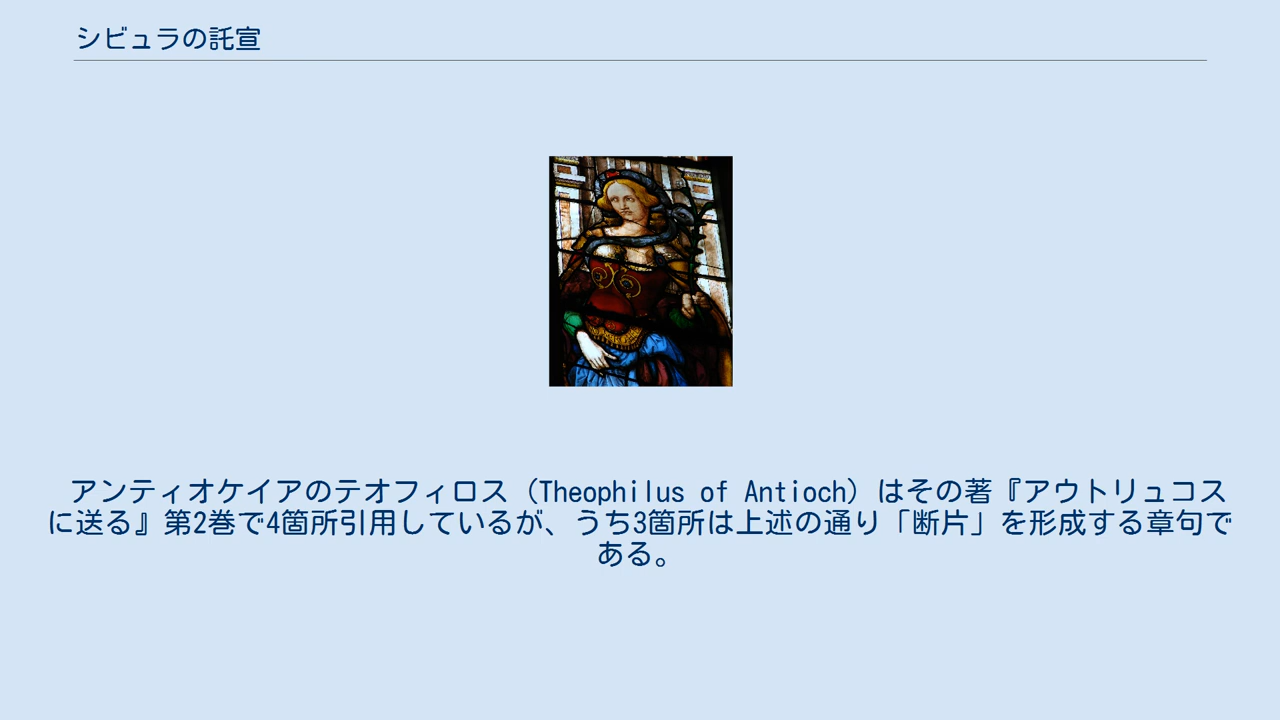 シビュラの託宣
アンティオケイアのテオフィロス（Theophilus of Antioch）はその著『アウトリュコス
に送る』第2巻で4箇所引用しているが、うち3箇所は上述の通り「断片」を形成する章句で
ある。